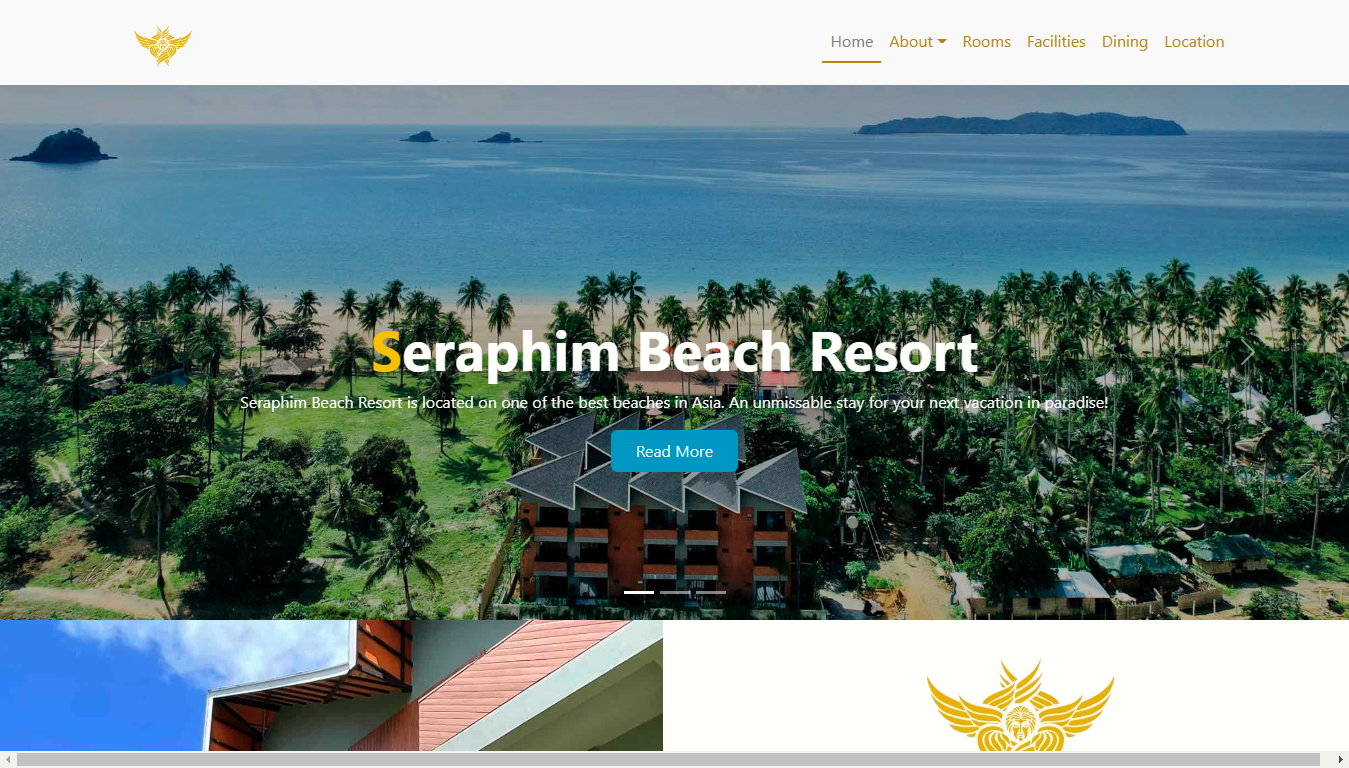 Home About Rooms Facilities Dining Location
Seraphim Beach Resort
Seraphim Beach Resort is located on one of the best beaches in Asia. An unmissable stay for your next vacation in paradise!
Read More